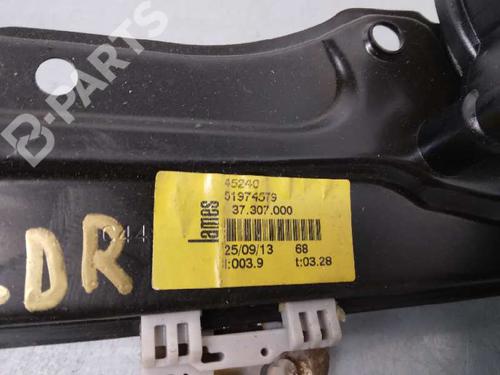 B-PARTS
45240
51974579
37.307.000
lames
25/09/13 68
I:003.9 t:03.28
DR